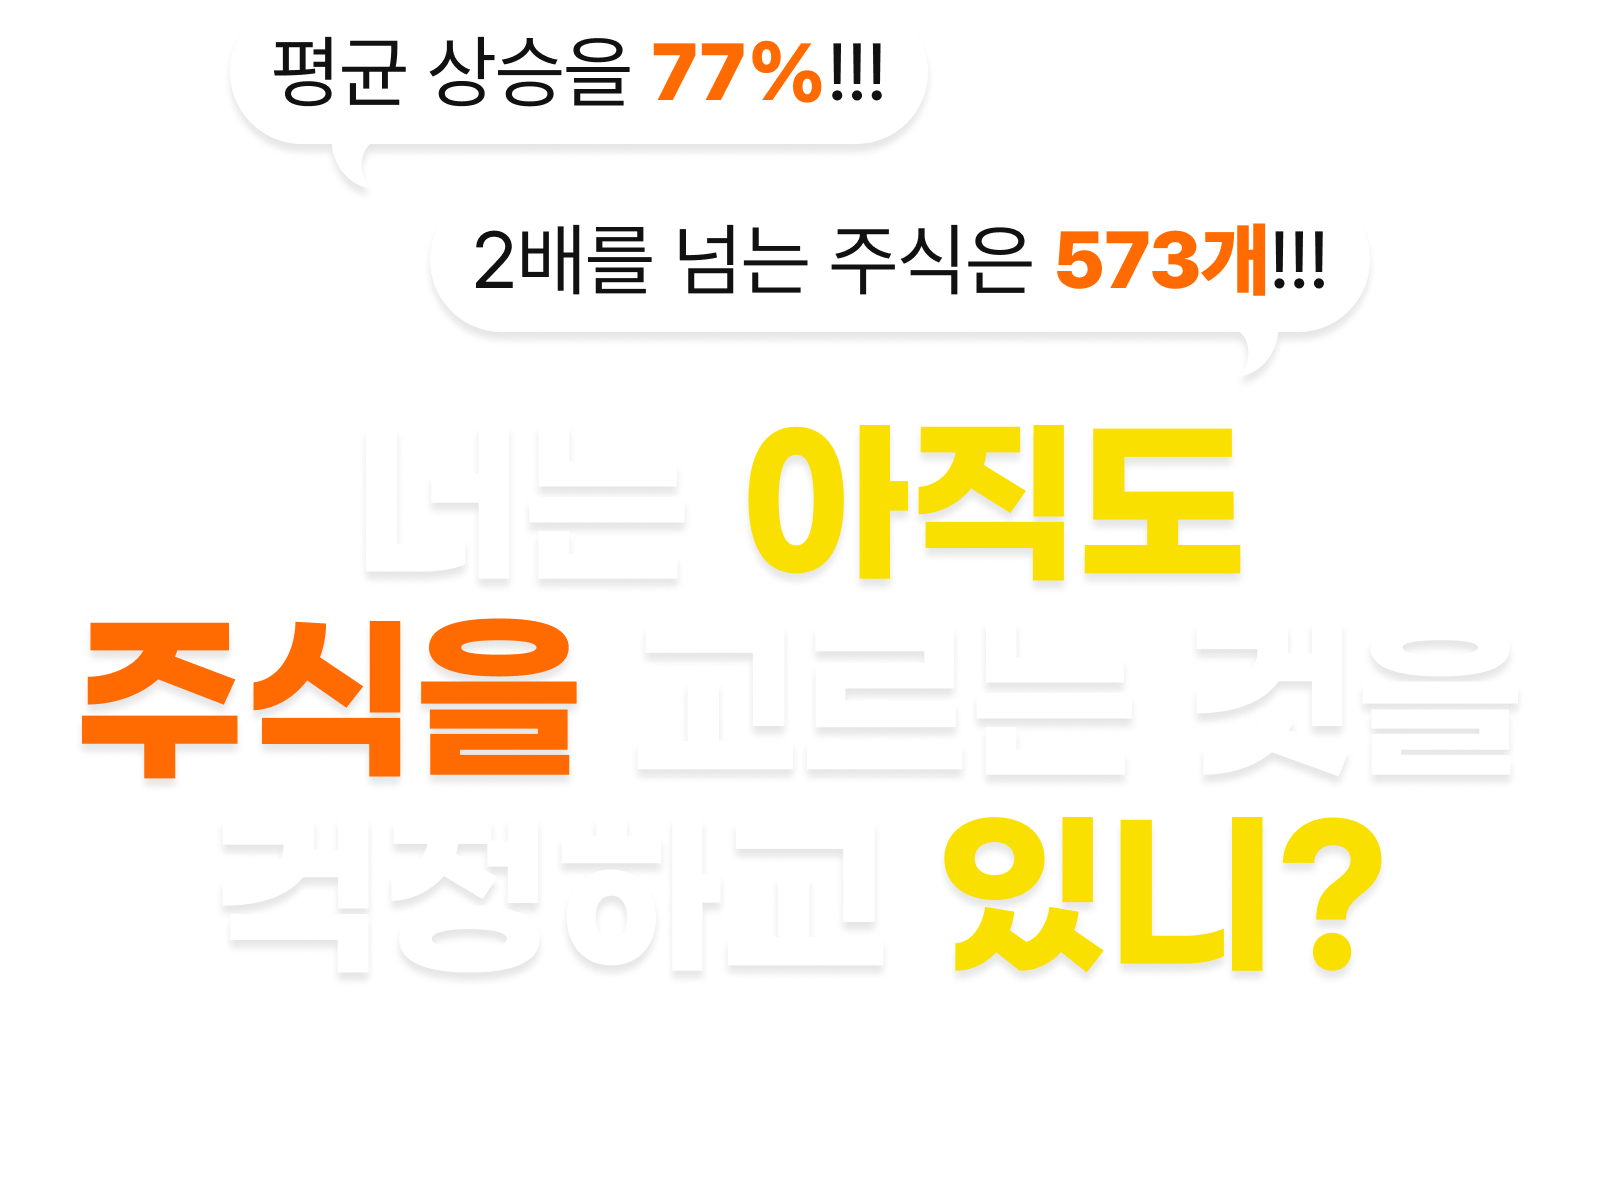 평균 상승을 77%!!!
2배를 넘는 주식은 573개!!!
너는 아직도
주식을 고르는 것을
걱정하고 있니?